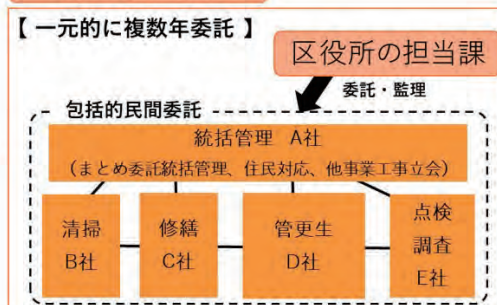 【 一元的に複数年委託 】
区役所の担当課
委託・監理
包括的民間委託
統括管理 A社
(まとめ委託統括管理、住民対応、他事業工事立会)
清掃
B社
修繕
C社
管更生
D社
点検
調査
E社